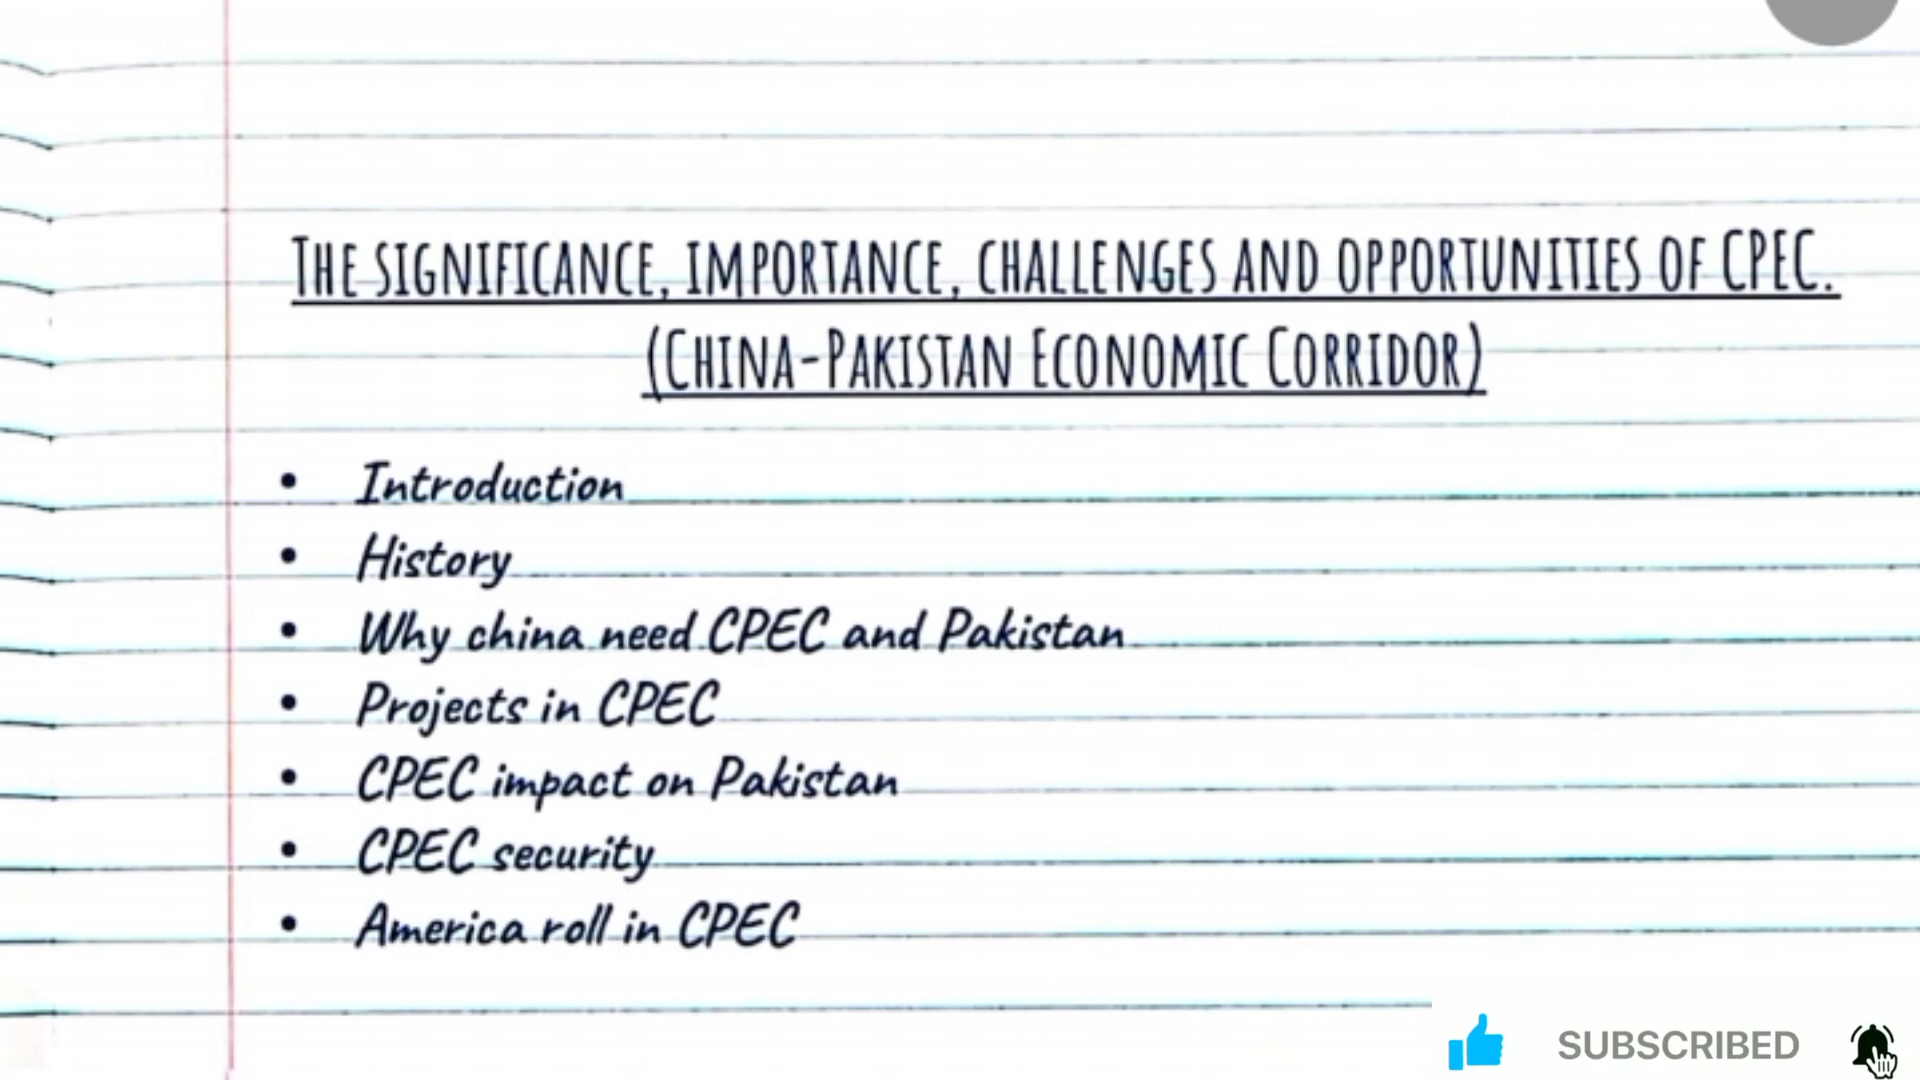 The significance, importance, challenges and opportunities of CPEC.
(China-Pakistan Economic Corridor)
• Introduction
• History
• Why china need CPEC and Pakistan
• Projects in CPEC
• CPEC impact on Pakistan
• CPEC security
• America roll in CPEC
SUBSCRIBED